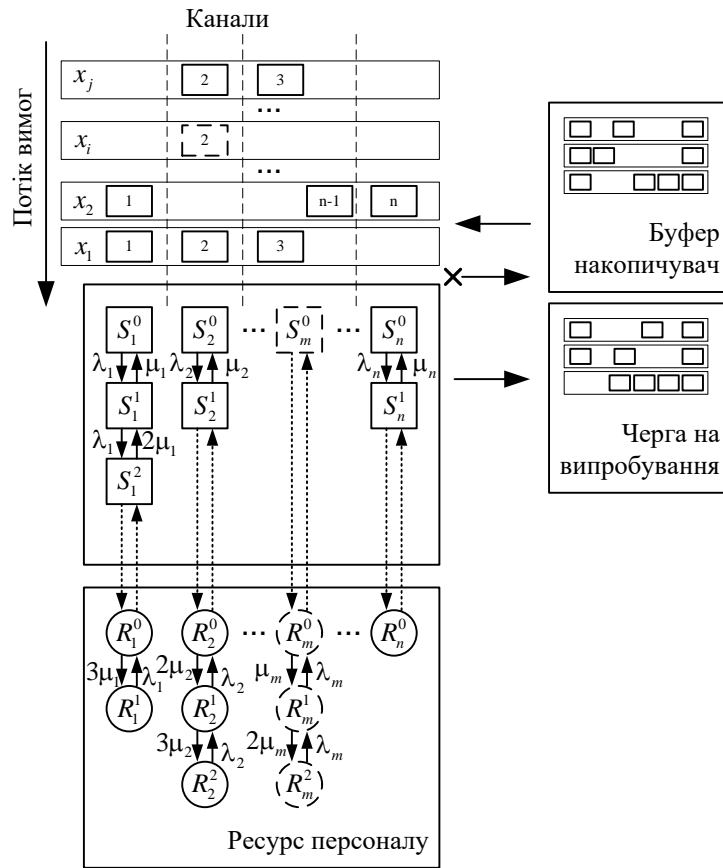 Канали
Потік вимог
x_j 2 3
...
x_i 2
...
x_2 1 n-1 n
x_1 1 2 3
Буфер
накопичувач
S_1^0 S_2^0 ... S_m^0 ... S_n^0
λ_1 μ_1 λ_2 μ_2 λ_n μ_n
S_1^1 S_2^1 S_n^1
λ_1 2μ_1
S_1^2
Черга на
випробування
R_1^0 R_2^0 ... R_m^0 ... R_n^0
3μ_1 λ_1 2μ_2 λ_2 μ_m λ_m
R_1^1 R_2^1 R_m^1
3μ_2 λ_2 2μ_m λ_m
R_2^2 R_m^2
Ресурс персоналу